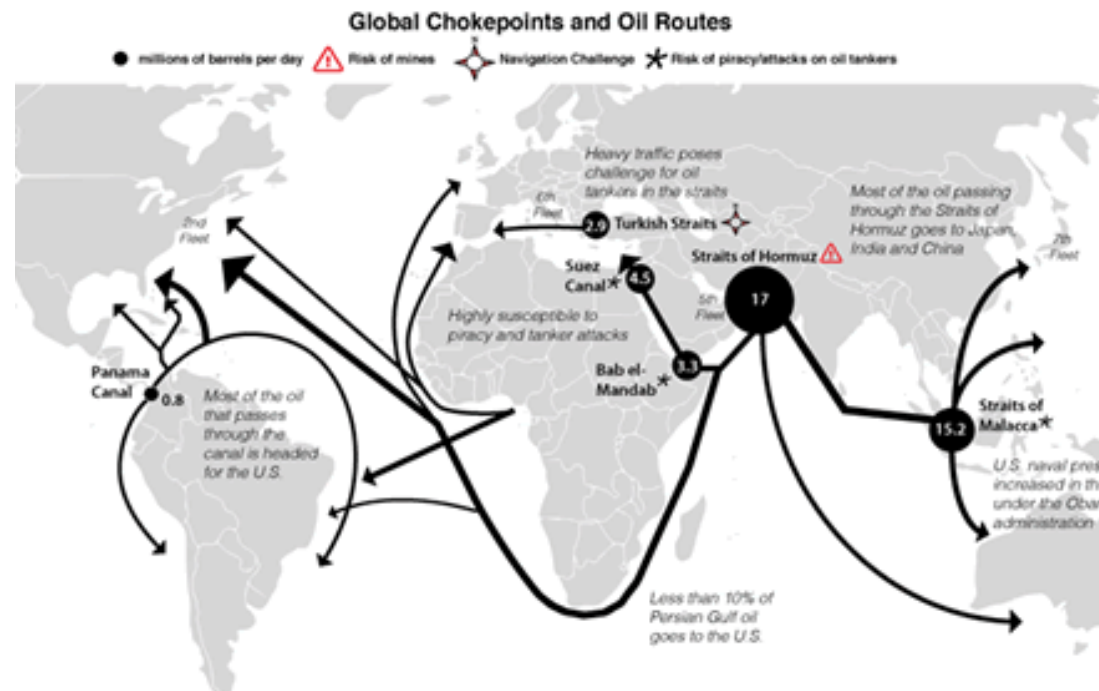 Global Chokepoints and Oil Routes
millions of barrels per day
Risk of mines
N
Navigation Challenge
Risk of piracy/attacks on oil tankers
Heavy traffic poses
challenge for oil
tankers in the straits
2nd
Fleet
6th
Fleet
2.9
Turkish Straits
Most of the oil passing
through the Straits of
Hormuz goes to Japan,
India and China
7th
Fleet
Straits of Hormuz
Suez
Canal
4.5
17
5th
Fleet
Highly susceptible to
piracy and tanker attacks
Bab el-
Mandab
3.3
Panama
Canal
0.8
Most of the oil
that passes
through the
canal is headed
for the U.S.
Straits of
Malacca
15.2
U.S. naval pres
increased in th
under the Oba
administration
Less than 10% of
Persian Gulf oil
goes to the U.S.